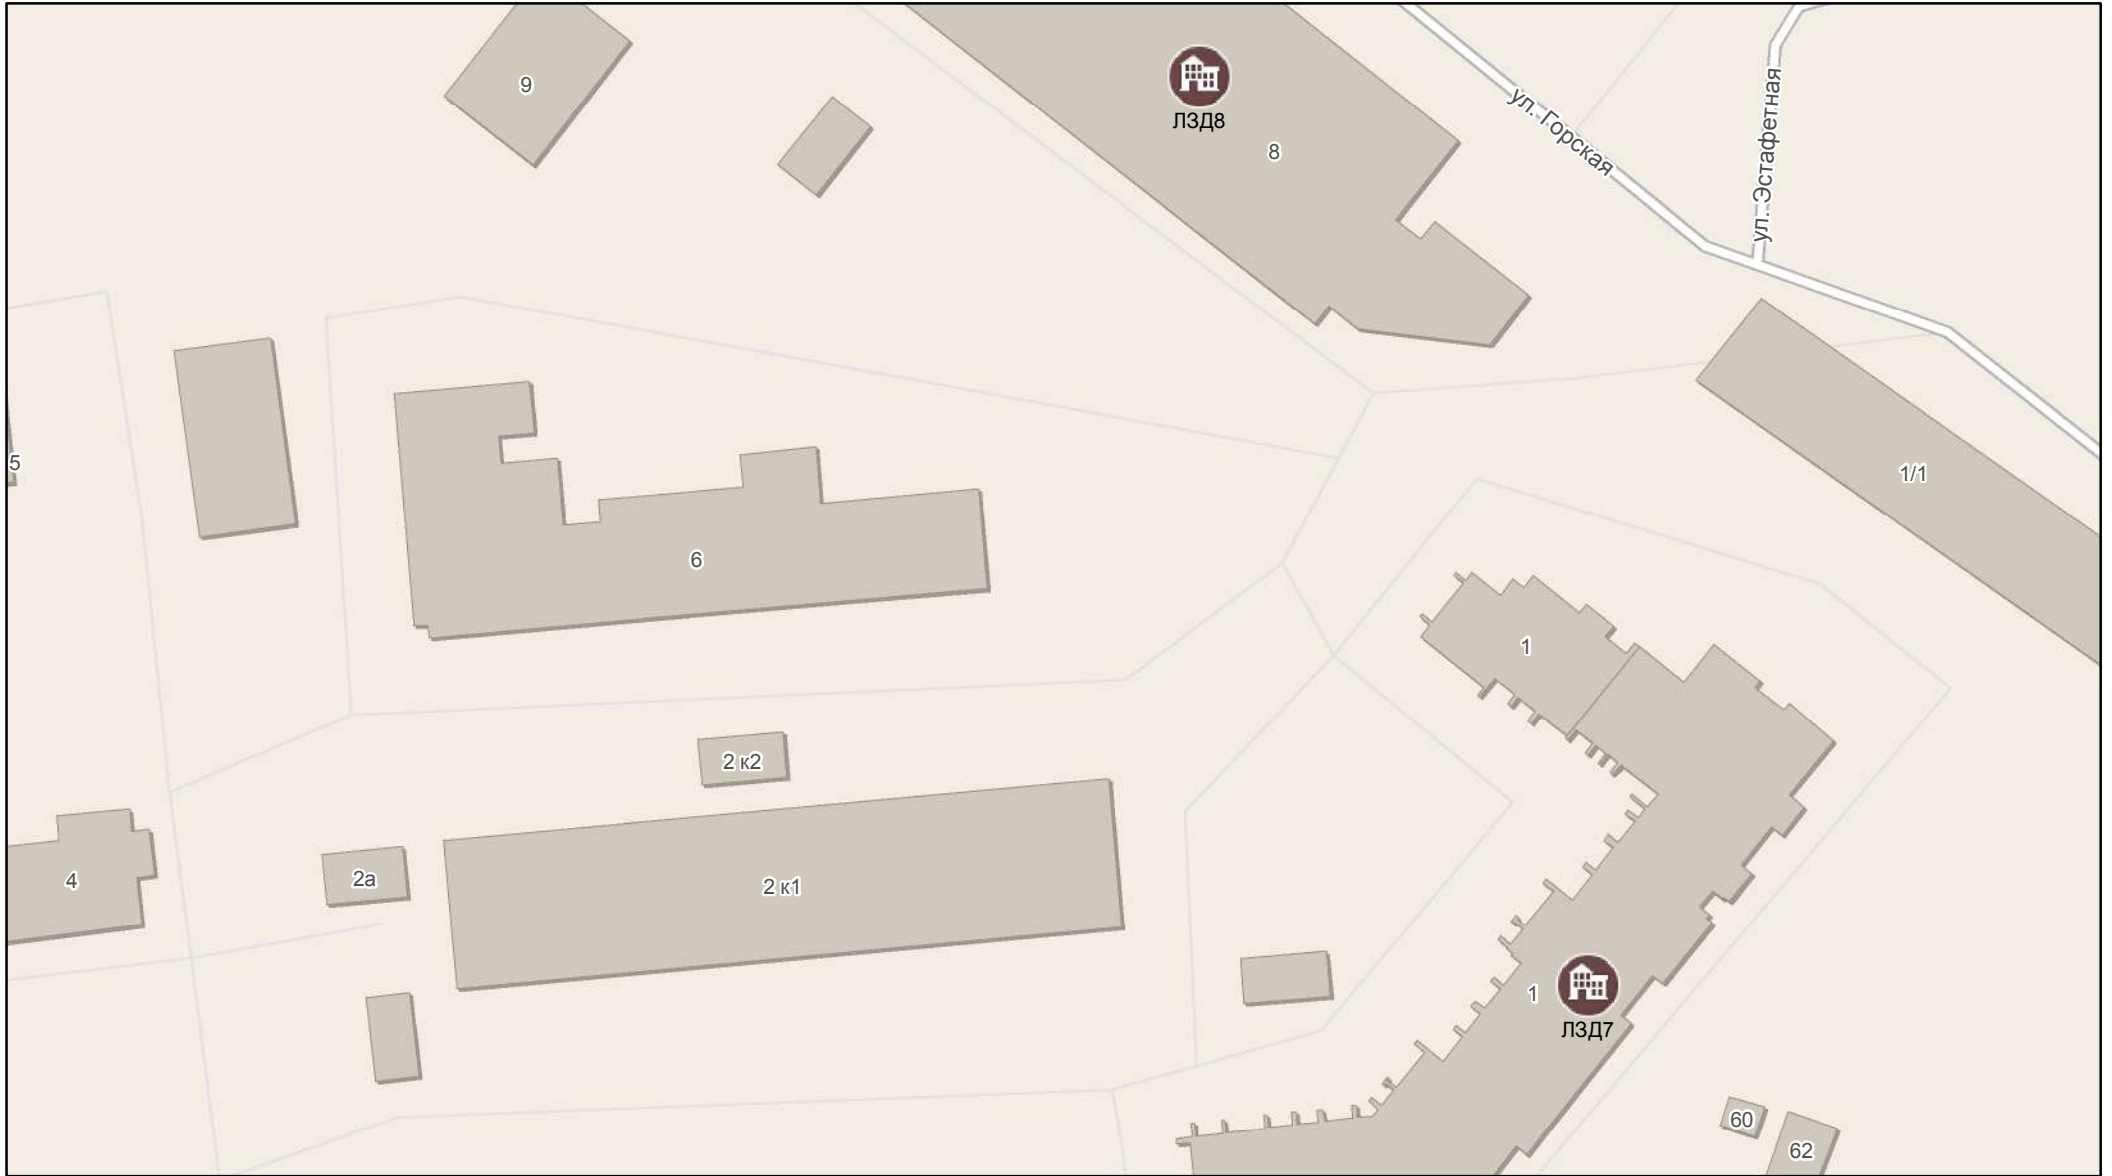 9
ЛЗД8
8
ул. Горская
ул. Эстафетная
5
6
1/1
1
2 к2
4
2а
2 к1
1
ЛЗД7
60
62